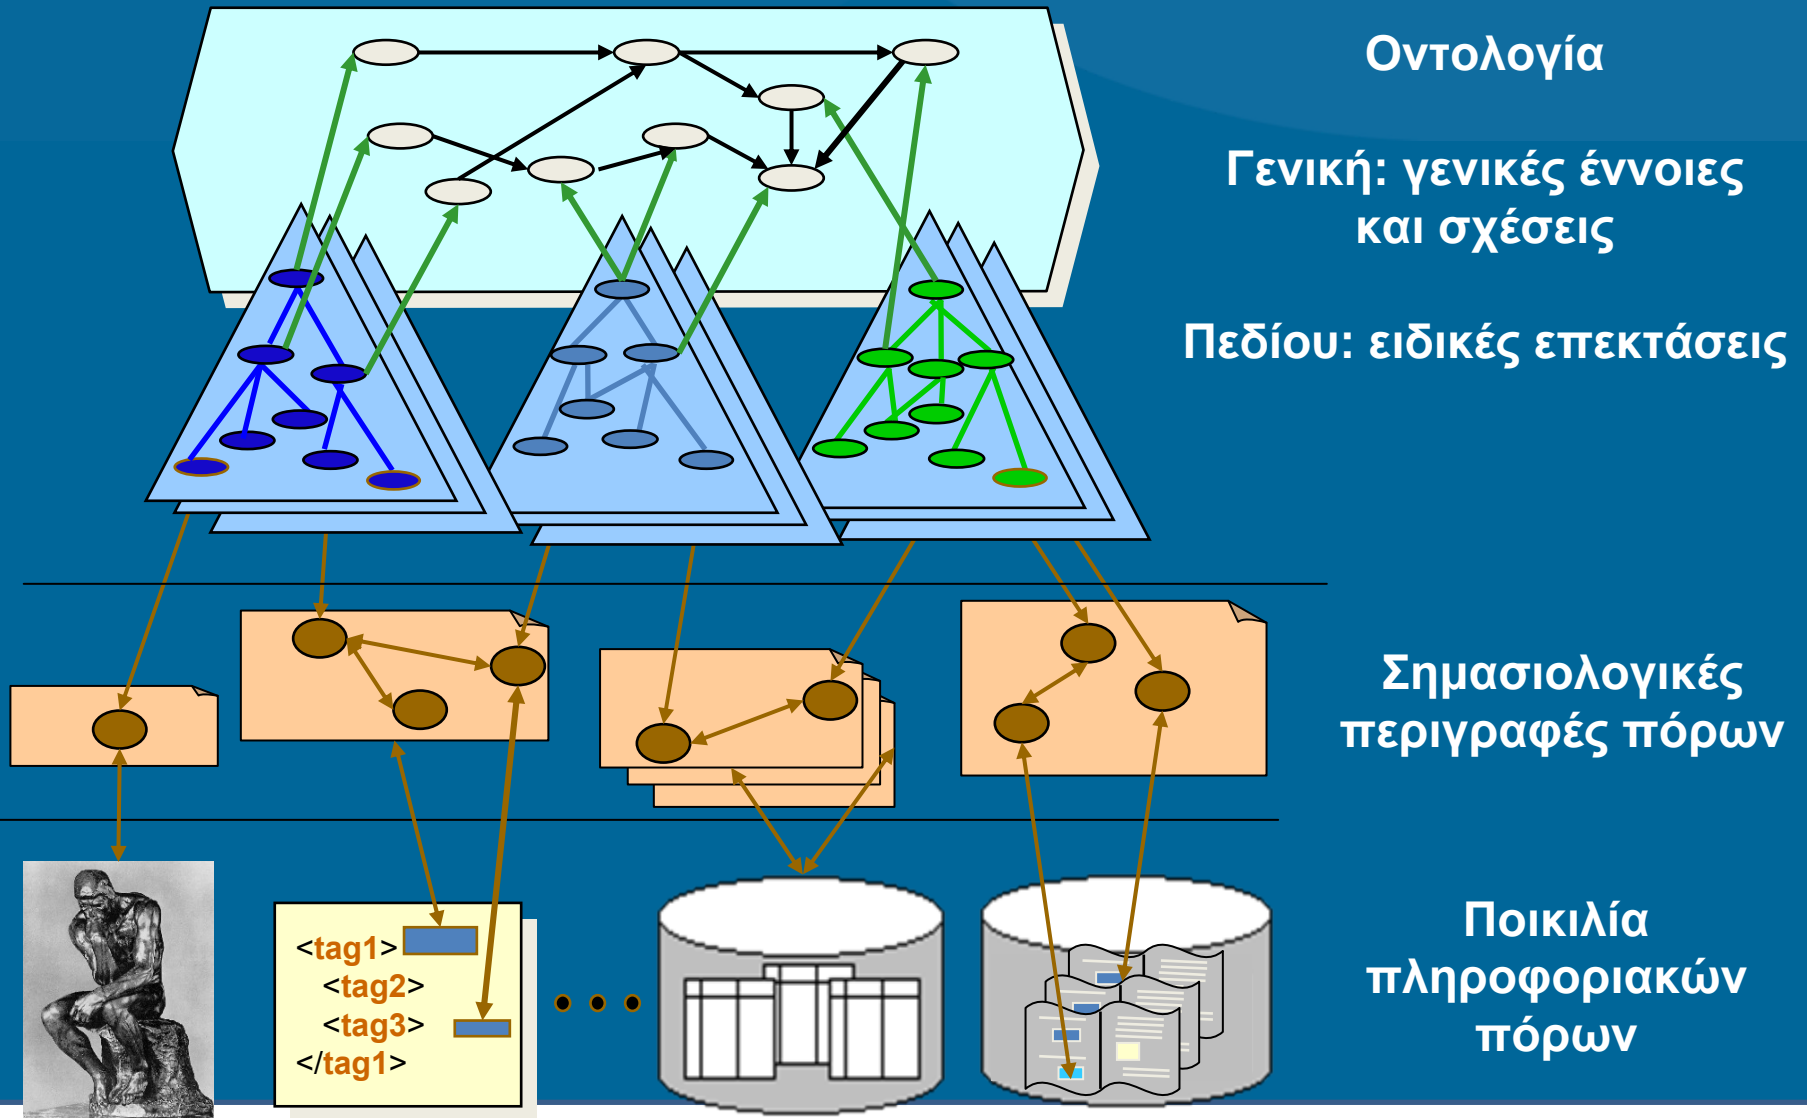 Οντολογία
Γενική: γενικές έννοιες
και σχέσεις
Πεδίου: ειδικές επεκτάσεις
Σημασιολογικές
περιγραφές πόρων
Ποικιλία
πληροφοριακών
πόρων
<tag1>
<tag2>
<tag3>
</tag1>